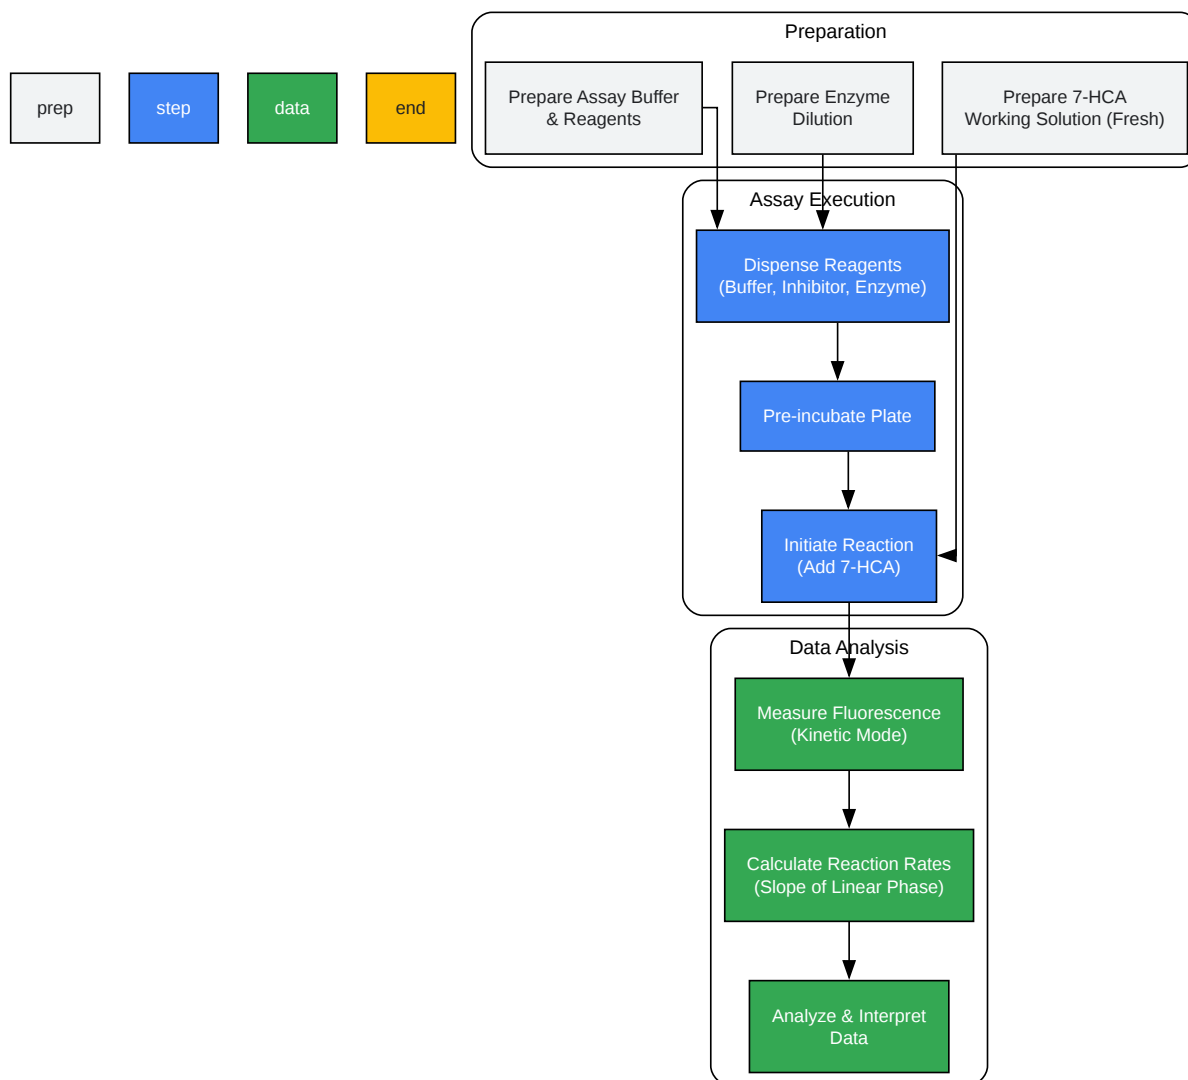 Preparation
prep
step
data
end
Prepare Assay Buffer
& Reagents
Prepare Enzyme
Dilution
Prepare 7-HCA
Working Solution (Fresh)
Assay Execution
Dispense Reagents
(Buffer, Inhibitor, Enzyme)
Pre-incubate Plate
Initiate Reaction
(Add 7-HCA)
Data Analysis
Measure Fluorescence
(Kinetic Mode)
Calculate Reaction Rates
(Slope of Linear Phase)
Analyze & Interpret
Data